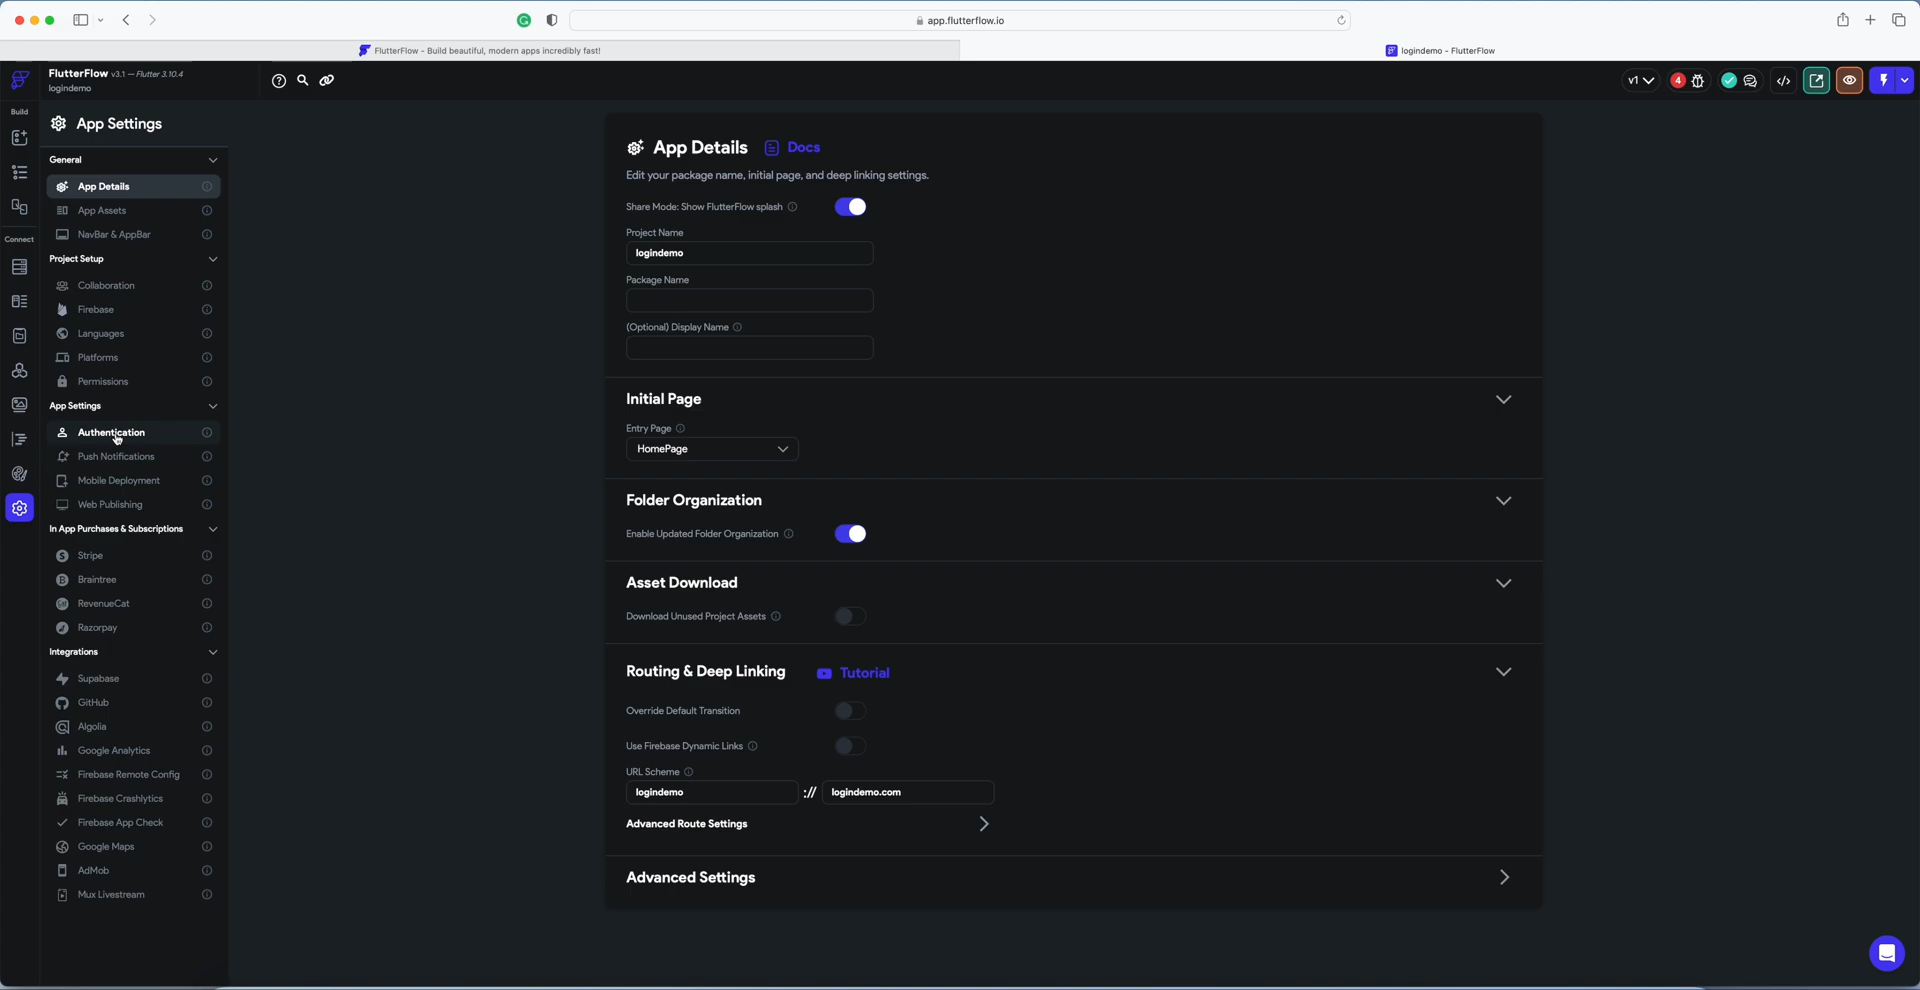 app.flutterflow.io
FlutterFlow - Build beautiful, modern apps incredibly fast!
logindemo - FlutterFlow
FlutterFlow v3.1 — Flutter 3.10.4
logindemo
v1
4
Build
Connect
App Settings
General
App Details
App Assets
NavBar & AppBar
Project Setup
Collaboration
Firebase
Languages
Platforms
Permissions
App Settings
Authentication
Push Notifications
Mobile Deployment
Web Publishing
In App Purchases & Subscriptions
Stripe
Braintree
RevenueCat
Razorpay
Integrations
Supabase
GitHub
Algolia
Google Analytics
Firebase Remote Config
Firebase Crashlytics
Firebase App Check
Google Maps
AdMob
Mux Livestream
App Details Docs
Edit your package name, initial page, and deep linking settings.
Share Mode: Show FlutterFlow splash
Project Name
logindemo
Package Name
(Optional) Display Name
Initial Page
Entry Page
HomePage
Folder Organization
Enable Updated Folder Organization
Asset Download
Download Unused Project Assets
Routing & Deep Linking Tutorial
Override Default Transition
Use Firebase Dynamic Links
URL Scheme
logindemo :// logindemo.com
Advanced Route Settings
Advanced Settings